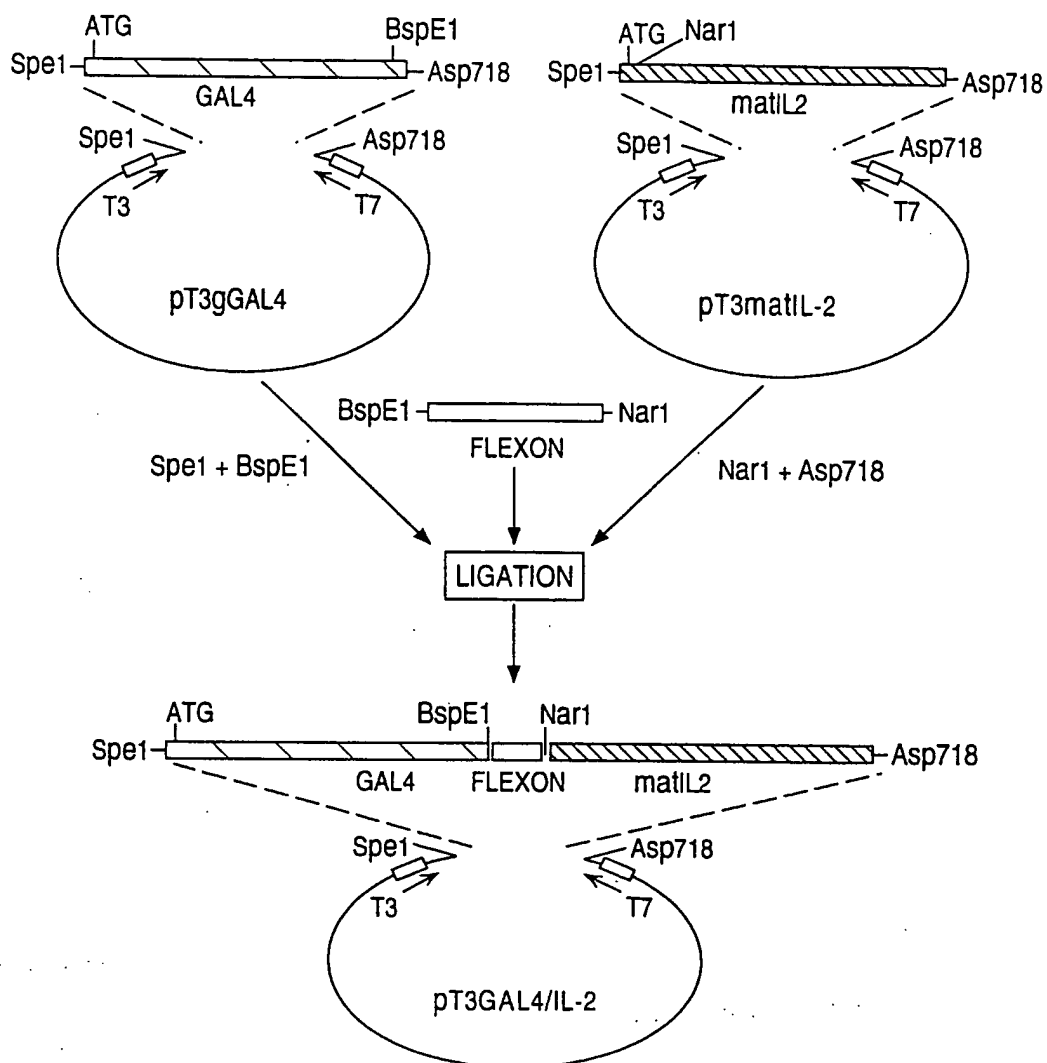 ATG
BspE1
Spe1
Asp718
GAL4
Spe1
Asp718
T3
T7
pT3gGAL4
ATG
Nar1
Spe1
Asp718
matIL2
Spe1
Asp718
T3
T7
pT3matIL-2
BspE1
Nar1
FLEXON
Spe1 + BspE1
Nar1 + Asp718
LIGATION
ATG
BspE1
Nar1
Spe1
Asp718
GAL4
FLEXON
matIL2
Spe1
Asp718
T3
T7
pT3GAL4/IL-2